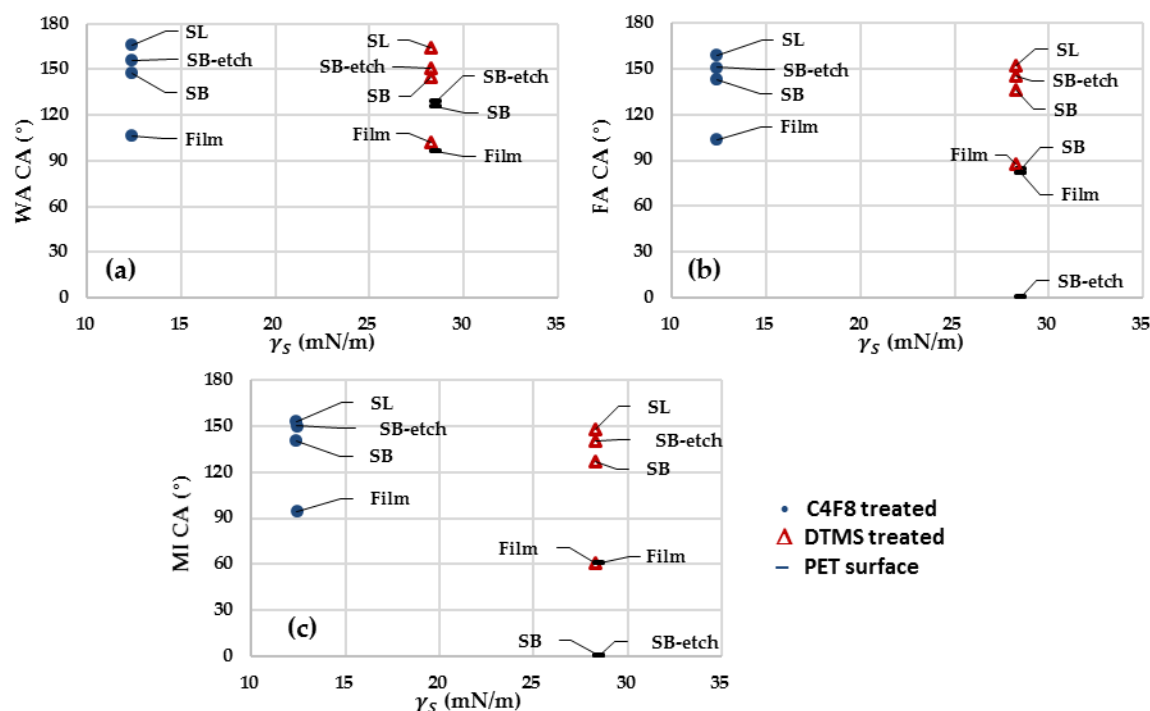 180
150
120
90
60
30
0
WA CA (°)
SL
SB-etch
SB
Film
SL
SB-etch
SB
SB-etch
SB
Film
Film
(a)
10 15 20 25 30 35
γS (mN/m)
180
150
120
90
60
30
0
FA CA (°)
SL
SB-etch
SB
Film
SL
SB-etch
SB
SB
Film
Film
SB-etch
(b)
10 15 20 25 30 35
γS (mN/m)
180
150
120
90
60
30
0
MI CA (°)
SL
SB-etch
SB
Film
SL
SB-etch
SB
Film
Film
SB
SB-etch
(c)
10 15 20 25 30 35
γS (mN/m)
C4F8 treated
DTMS treated
PET surface